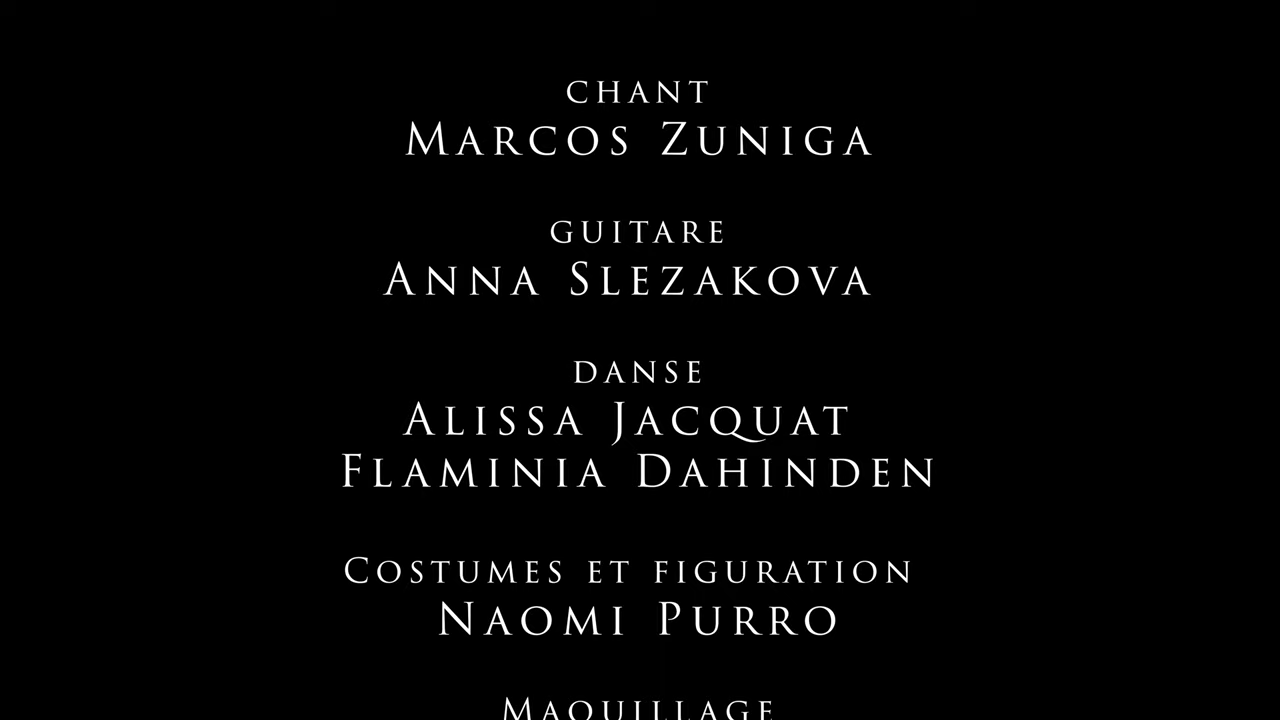 CHANT
MARCOS ZUNIGA
GUITARE
ANNA SLEZAKOVA
DANSE
ALISSA JACQUAT
FLAMINIA DAHINDEN
COSTUMES ET FIGURATION
NAOMI PURRO
MAQUILLAGE